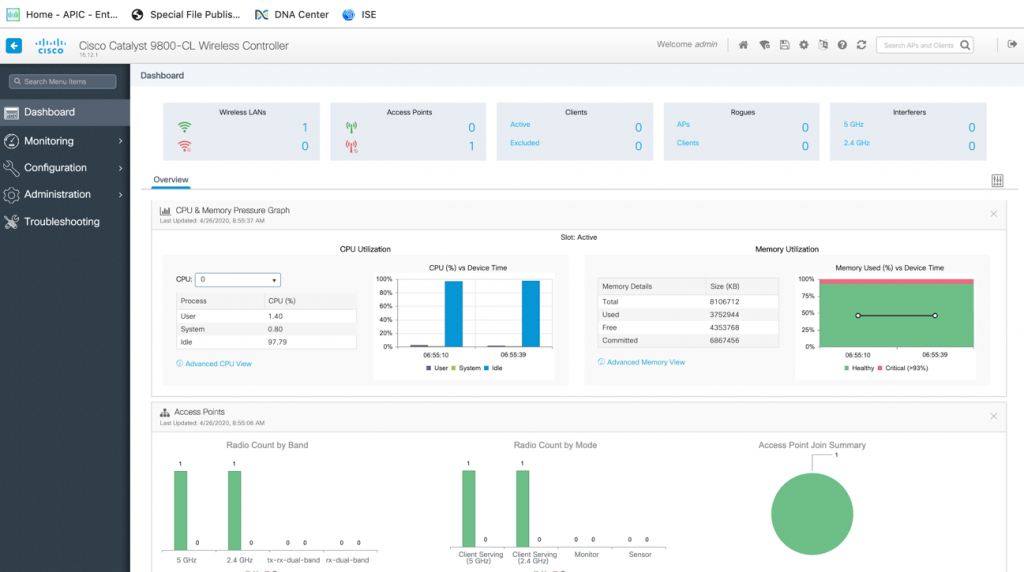 Home - APIC - Ent... Special File Publis... DNA Center ISE
cisco Cisco Catalyst 9800-CL Wireless Controller
16.12.1
Welcome admin
Search APs and Clients
Search Menu Items
Dashboard
Monitoring
Configuration
Administration
Troubleshooting
Dashboard
Wireless LANs
1
0
Access Points
0
1
Clients
Active 0
Excluded 0
Rogues
APs 0
Clients 0
Interferers
5 GHz 0
2.4 GHz 0
Overview
CPU & Memory Pressure Graph
Last Updated: 4/26/2020, 8:55:37 AM
Slot: Active
CPU Utilization
CPU: 0
Process CPU (%)
User 1.40
System 0.80
Idle 97.79
Advanced CPU View
CPU (%) vs Device Time
100%
80%
60%
40%
20%
0%
06:55:10 06:55:39
User System Idle
Memory Utilization
Memory Details Size (KB)
Total 8106712
Used 3752944
Free 4353768
Committed 6867456
Advanced Memory View
Memory Used (%) vs Device Time
100%
75%
50%
25%
0%
06:55:10 06:55:39
Healthy Critical (>93%)
Access Points
Last Updated: 4/26/2020, 8:55:08 AM
Radio Count by Band
1 0 1 0 0 0 0 0
5 GHz 2.4 GHz tx-rx-dual-band rx-dual-band
Radio Count by Mode
1 0 1 0 0 0 0 0
Client Serving (5 GHz) Client Serving (2.4 GHz) Monitor Sensor
Access Point Join Summary
1